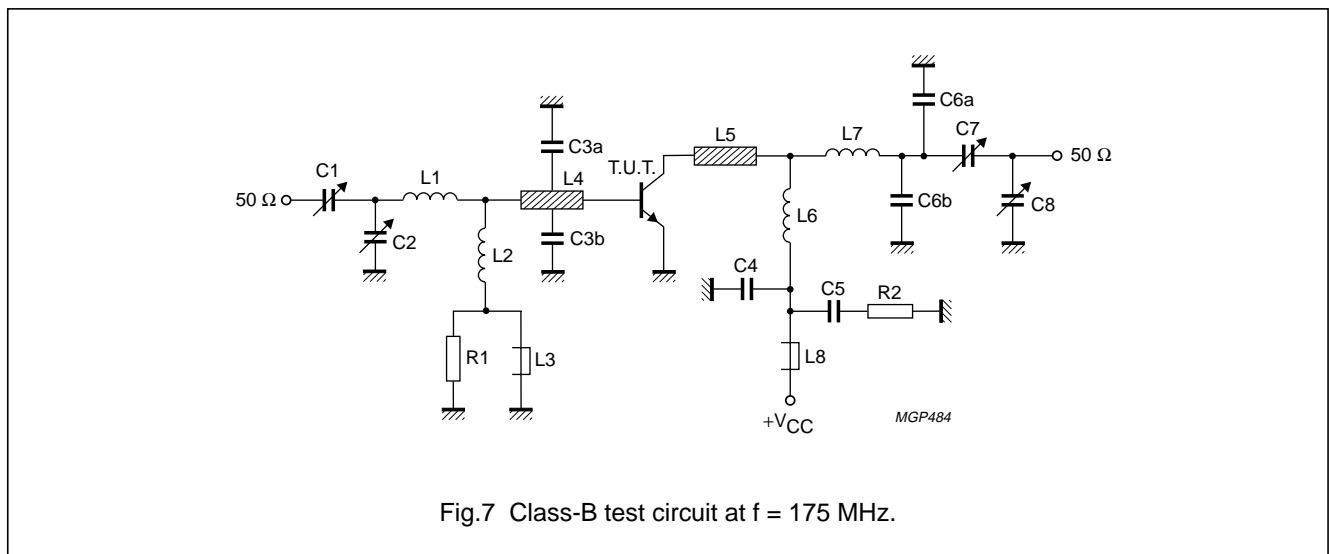 C6a
C3a
L5
L7
C7
50 Ω
T.U.T.
C1
L1
L4
50 Ω
C6b
C8
L6
C2
C3b
L2
C4
C5
R2
R1
L3
L8
+VCC
MGP484
Fig.7 Class-B test circuit at f = 175 MHz.